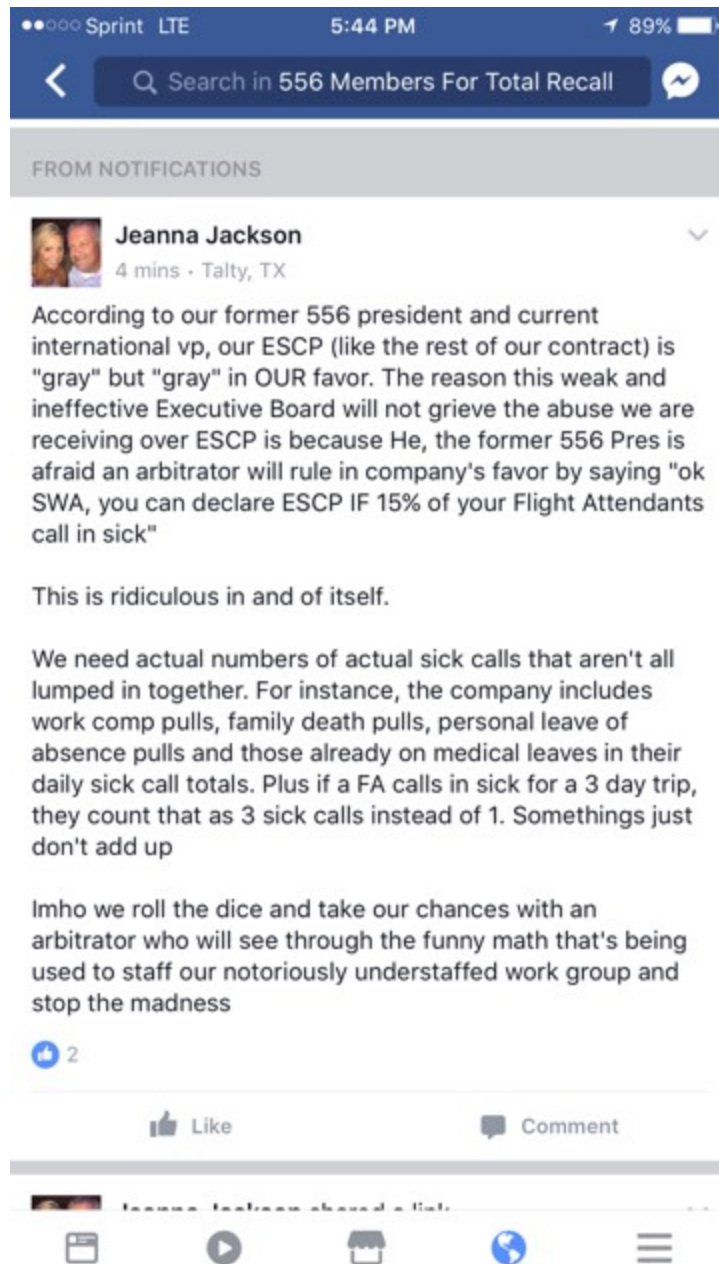 Sprint LTE 5:44 PM 89%
Search in 556 Members For Total Recall
FROM NOTIFICATIONS
Jeanna Jackson
4 mins · Talty, TX
According to our former 556 president and current
international vp, our ESCP (like the rest of our contract) is
"gray" but "gray" in OUR favor. The reason this weak and
ineffective Executive Board will not grieve the abuse we are
receiving over ESCP is because He, the former 556 Pres is
afraid an arbitrator will rule in company's favor by saying "ok
SWA, you can declare ESCP IF 15% of your Flight Attendants
call in sick"
This is ridiculous in and of itself.
We need actual numbers of actual sick calls that aren't all
lumped in together. For instance, the company includes
work comp pulls, family death pulls, personal leave of
absence pulls and those already on medical leaves in their
daily sick call totals. Plus if a FA calls in sick for a 3 day trip,
they count that as 3 sick calls instead of 1. Somethings just
don't add up
Imho we roll the dice and take our chances with an
arbitrator who will see through the funny math that's being
used to staff our notoriously understaffed work group and
stop the madness
2
Like Comment
Jeanna Jackson shared a link